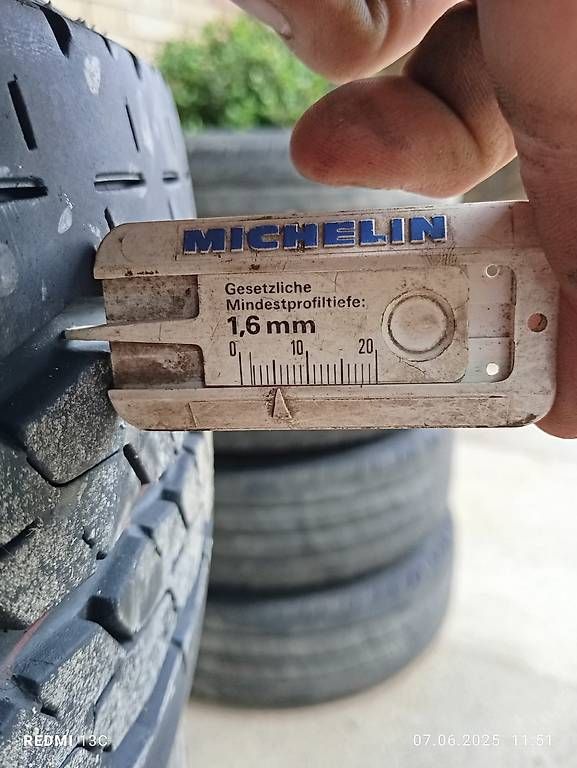 MICHELIN
Gesetzliche
Mindestprofiltiefe:
1,6 mm
0 10 20
REDMI 13C
07.06.2025 11:51